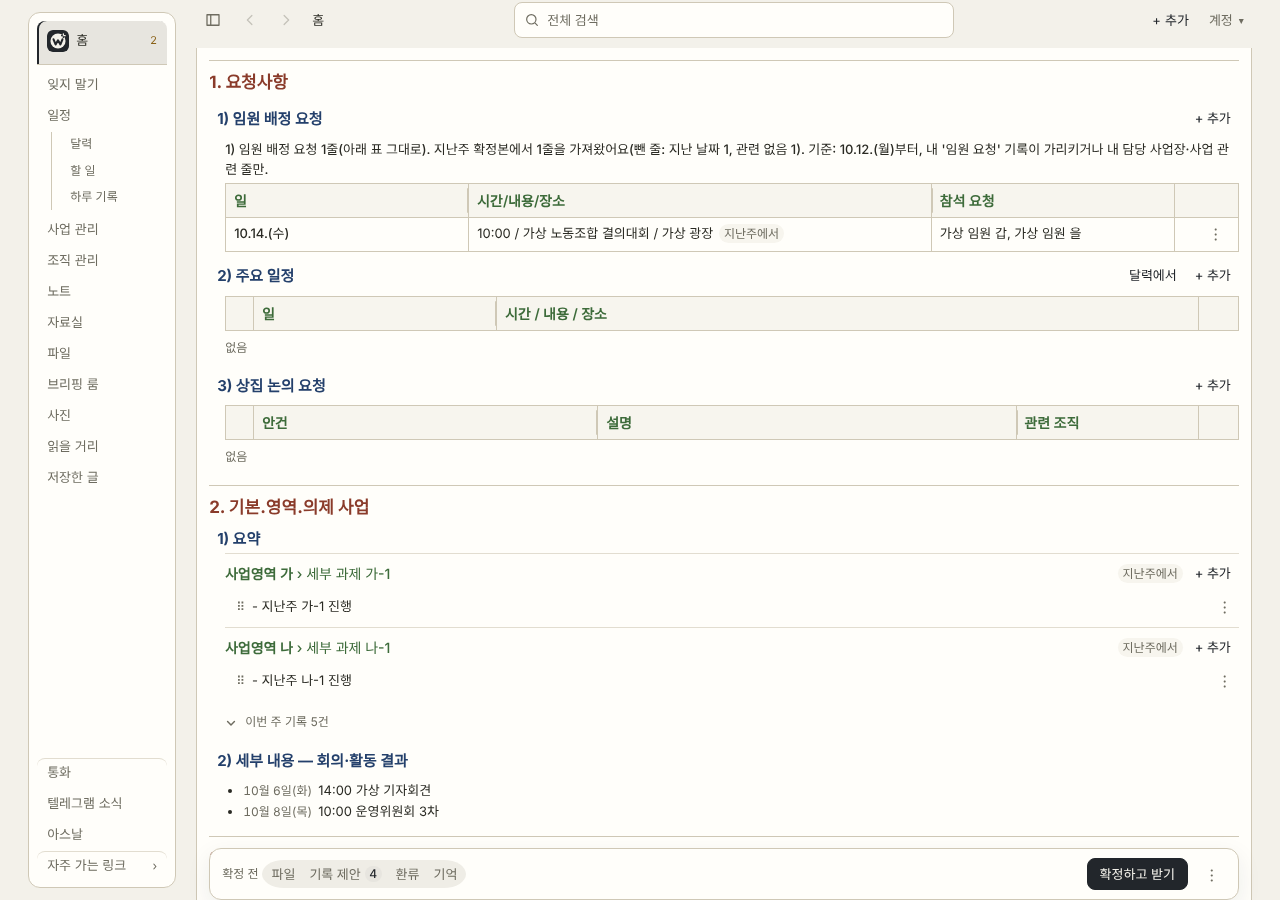 홈 2
잊지 말기
일정
달력
할 일
하루 기록
사업 관리
조직 관리
노트
자료실
파일
브리핑 룸
사진
읽을 거리
저장한 글
통화
텔레그램 소식
아스날
자주 가는 링크 ›
홈
전체 검색
+ 추가 계정 ▾
1. 요청사항
1) 임원 배정 요청 + 추가
1) 임원 배정 요청 1줄(아래 표 그대로). 지난주 확정본에서 1줄을 가져왔어요(뺀 줄: 지난 날짜 1, 관련 없음 1). 기준: 10.12.(월)부터, 내 '임원 요청' 기록이 가리키거나 내 담당 사업장·사업 관
련 줄만.
일 시간/내용/장소 참석 요청
10.14.(수) 10:00 / 가상 노동조합 결의대회 / 가상 광장 지난주에서 가상 임원 갑, 가상 임원 을 ⋮
2) 주요 일정 달력에서 + 추가
일 시간 / 내용 / 장소
없음
3) 상집 논의 요청 + 추가
안건 설명 관련 조직
없음
2. 기본.영역.의제 사업
1) 요약
사업영역 가 › 세부 과제 가-1 지난주에서 + 추가
⠿ - 지난주 가-1 진행 ⋮
사업영역 나 › 세부 과제 나-1 지난주에서 + 추가
⠿ - 지난주 나-1 진행 ⋮
이번 주 기록 5건
2) 세부 내용 — 회의·활동 결과
• 10월 6일(화) 14:00 가상 기자회견
• 10월 8일(목) 10:00 운영위원회 3차
확정 전 파일 기록 제안 4 환류 기억 확정하고 받기 ⋮